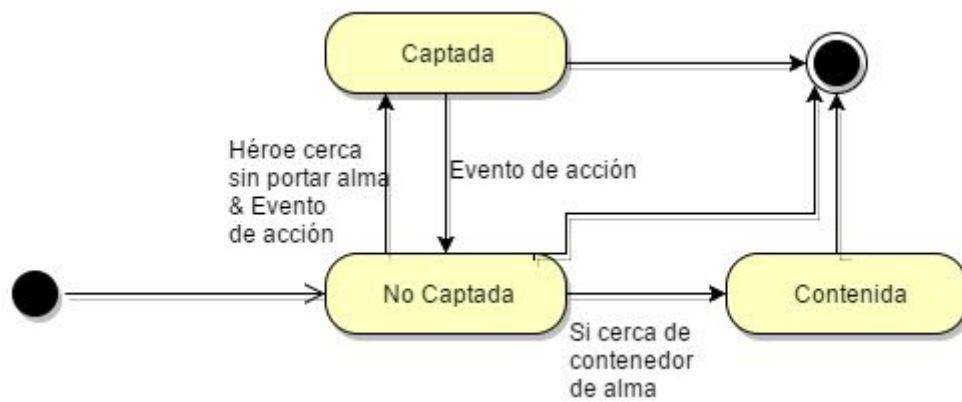 Captada
Héroe cerca
sin portar alma
& Evento
de acción
Evento de acción
No Captada
Contenida
Si cerca de
contenedor
de alma